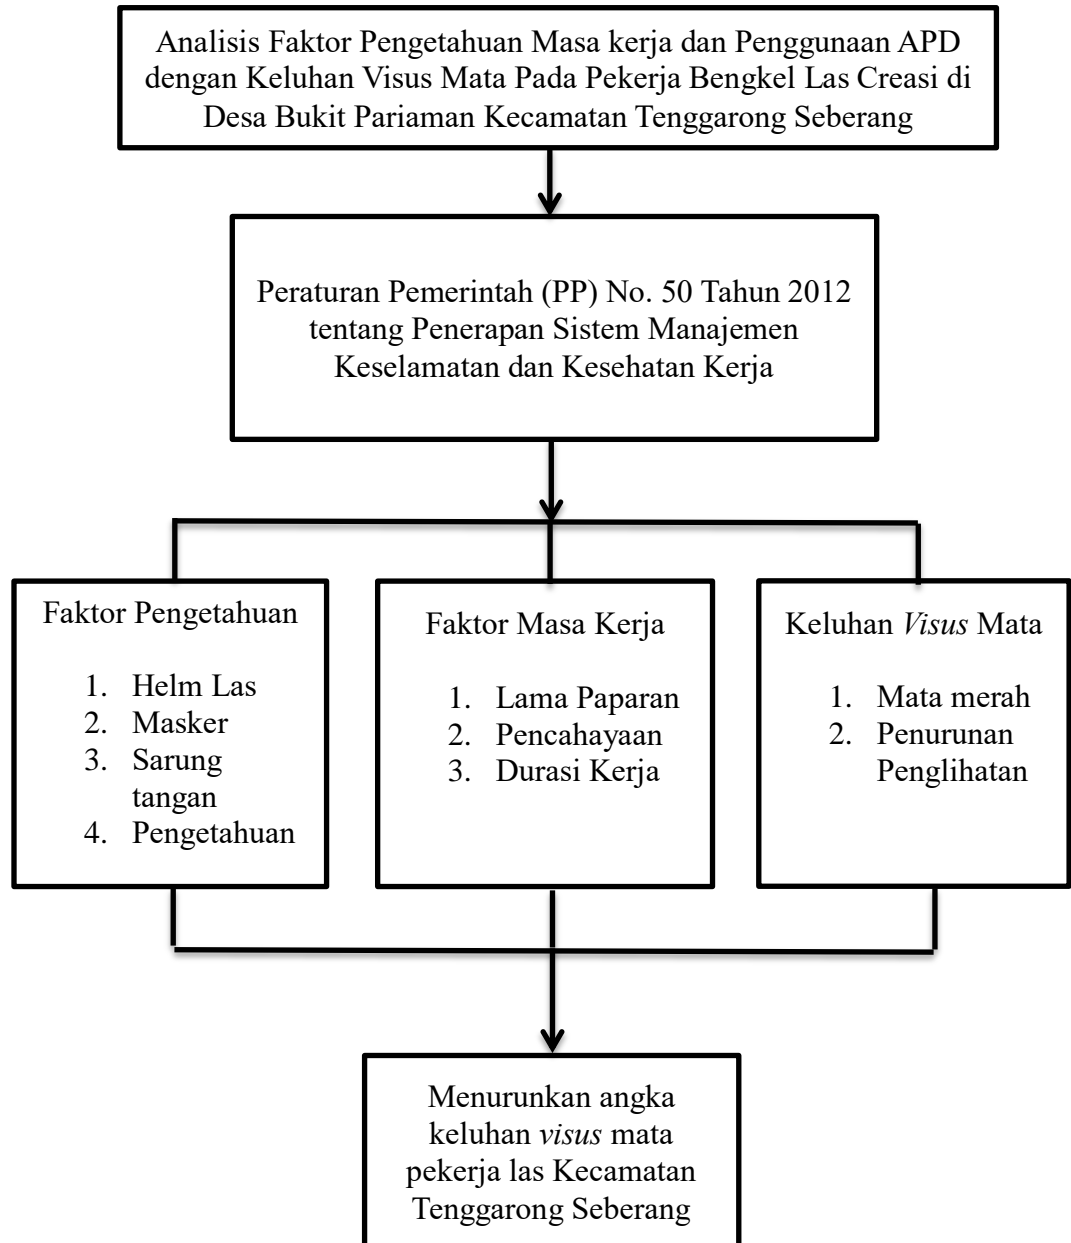 Analisis Faktor Pengetahuan Masa kerja dan Penggunaan APD
dengan Keluhan Visus Mata Pada Pekerja Bengkel Las Creasi di
Desa Bukit Pariaman Kecamatan Tenggarong Seberang
Peraturan Pemerintah (PP) No. 50 Tahun 2012
tentang Penerapan Sistem Manajemen
Keselamatan dan Kesehatan Kerja
Faktor Pengetahuan
1. Helm Las
2. Masker
3. Sarung
tangan
4. Pengetahuan
Faktor Masa Kerja
1. Lama Paparan
2. Pencahayaan
3. Durasi Kerja
Keluhan Visus Mata
1. Mata merah
2. Penurunan
Penglihatan
Menurunkan angka
keluhan visus mata
pekerja las Kecamatan
Tenggarong Seberang